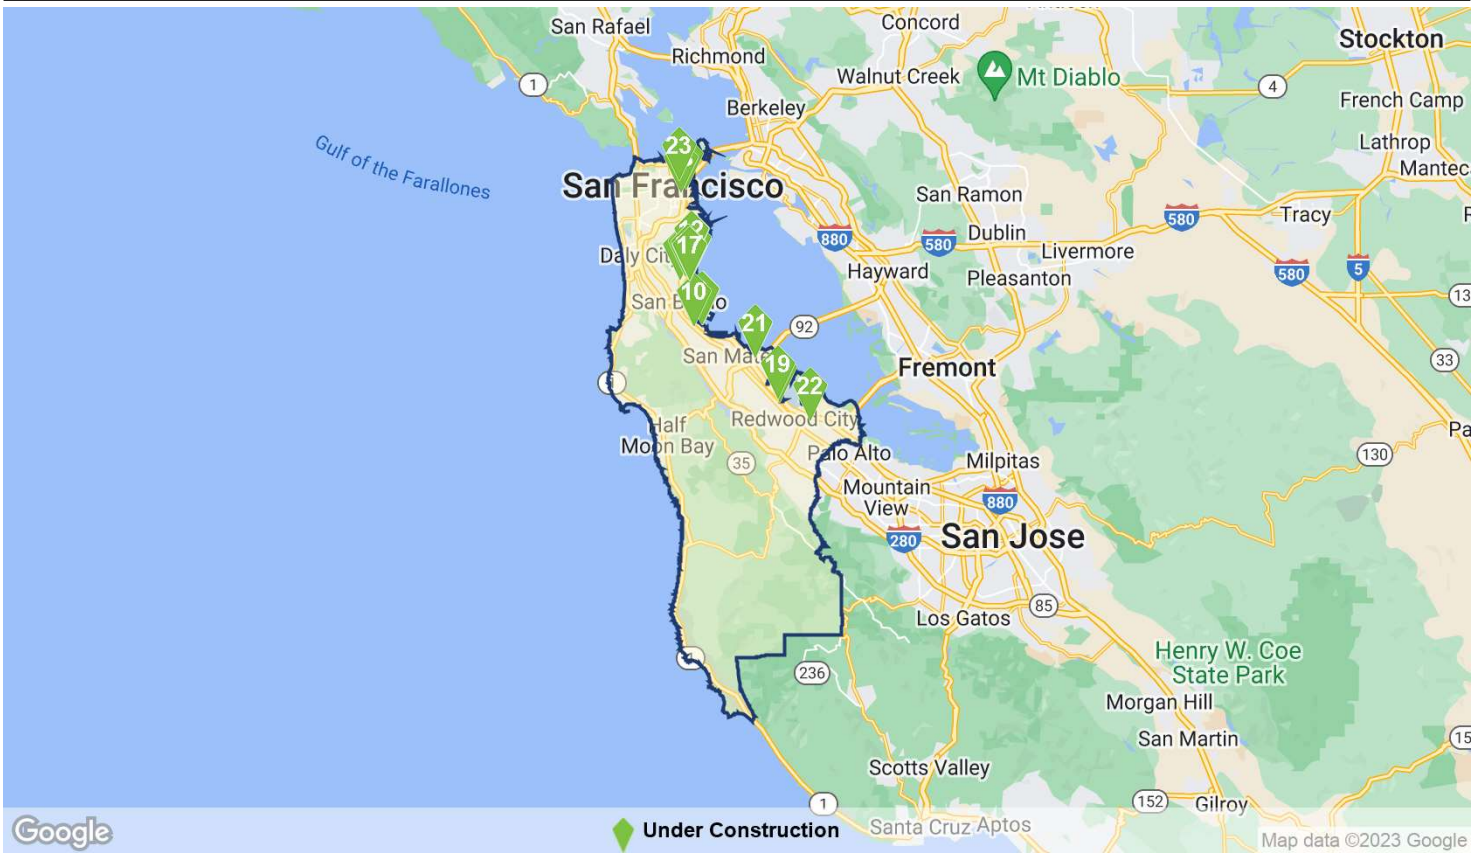 San Rafael
Concord
Richmond
Stockton
Walnut Creek
Mt Diablo
1
4
Berkeley
French Camp
Gulf of the Farallones
Lathrop
Mantec
23
San Francisco
San Ramon
580
Tracy
Dublin
880
580
Livermore
17
Daly Cit
Hayward
Pleasanton
580
5
10
San B
o
13
21
92
San Mate
19
Fremont
33
22
Redwood City
Half
Moon Bay
Pa
35
Palo Alto
Milpitas
130
Mountain
View
880
280
San Jose
85
Los Gatos
Henry W. Coe
State Park
236
Morgan Hill
San Martin
15
Scotts Valley
1
152
Gilroy
Google
Under Construction
Santa Cruz
Aptos
Map data ©2023 Google